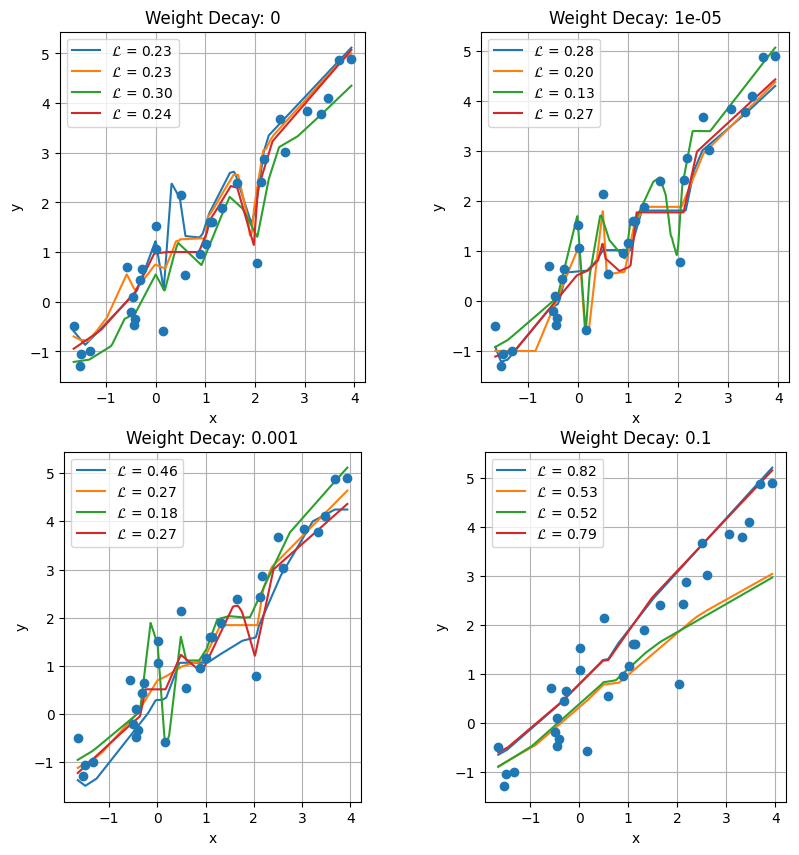 Weight Decay: 0
ℒ = 0.23
ℒ = 0.23
ℒ = 0.30
ℒ = 0.24
5
4
3
2
1
0
−1
y
−1 0 1 2 3 4
x
Weight Decay: 1e-05
ℒ = 0.28
ℒ = 0.20
ℒ = 0.13
ℒ = 0.27
5
4
3
2
1
0
−1
y
−1 0 1 2 3 4
x
Weight Decay: 0.001
ℒ = 0.46
ℒ = 0.27
ℒ = 0.18
ℒ = 0.27
5
4
3
2
1
0
−1
y
−1 0 1 2 3 4
x
Weight Decay: 0.1
ℒ = 0.82
ℒ = 0.53
ℒ = 0.52
ℒ = 0.79
5
4
3
2
1
0
−1
y
−1 0 1 2 3 4
x